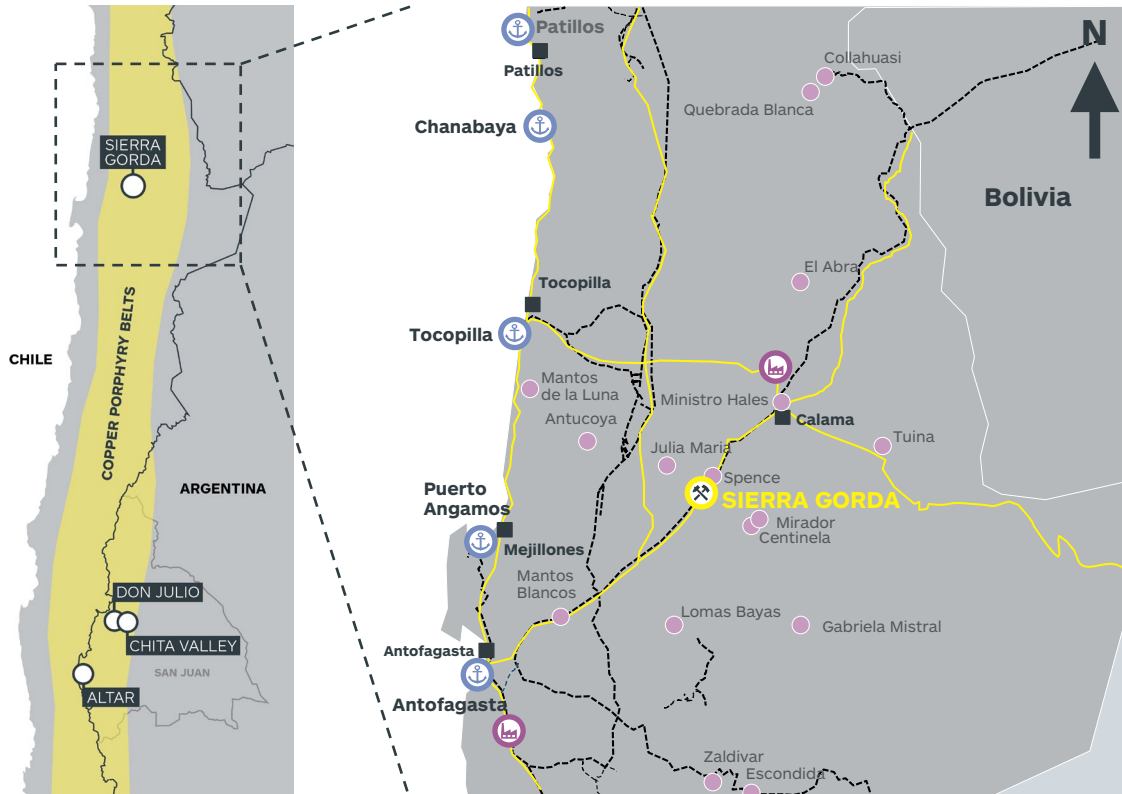 SIERRA
GORDA
CHILE
COPPER PORPHYRY BELTS
ARGENTINA
DON JULIO
CHITA VALLEY
SAN JUAN
ALTAR
Patillos
Patillos
Chanabaya
Collahuasi
Quebrada Blanca
N
Bolivia
El Abra
Tocopilla
Tocopilla
Mantos
de la Luna
Ministro Hales
Calama
Antucoya
Julia Maria
Tuina
Spence
SIERRA GORDA
Puerto
Angamos
Mejillones
Mirador
Centinela
Mantos
Blancos
Lomas Bayas
Gabriela Mistral
Antofagasta
Antofagasta
Zaldivar
Escondida